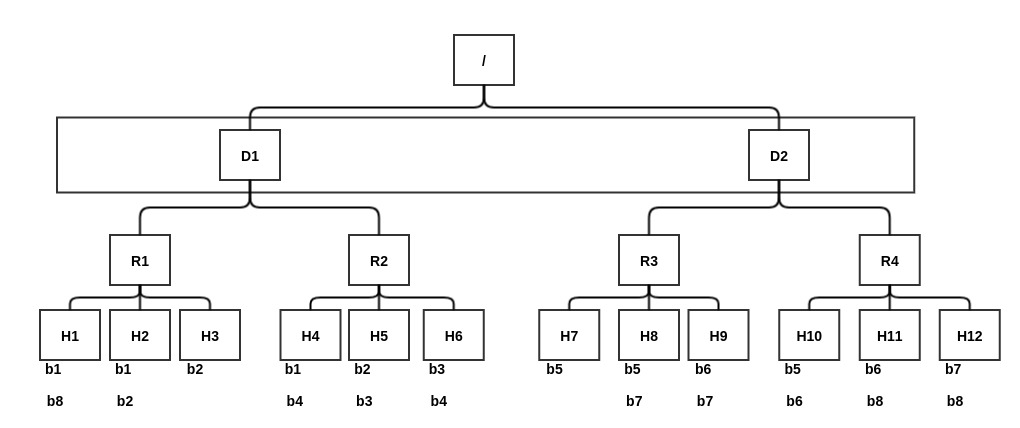 /
D1 D2
R1 R2 R3 R4
H1 H2 H3 H4 H5 H6 H7 H8 H9 H10 H11 H12
b1 b1 b2 b1 b2 b3 b5 b5 b6 b5 b6 b7
b8 b2 b4 b3 b4 b7 b7 b6 b8 b8